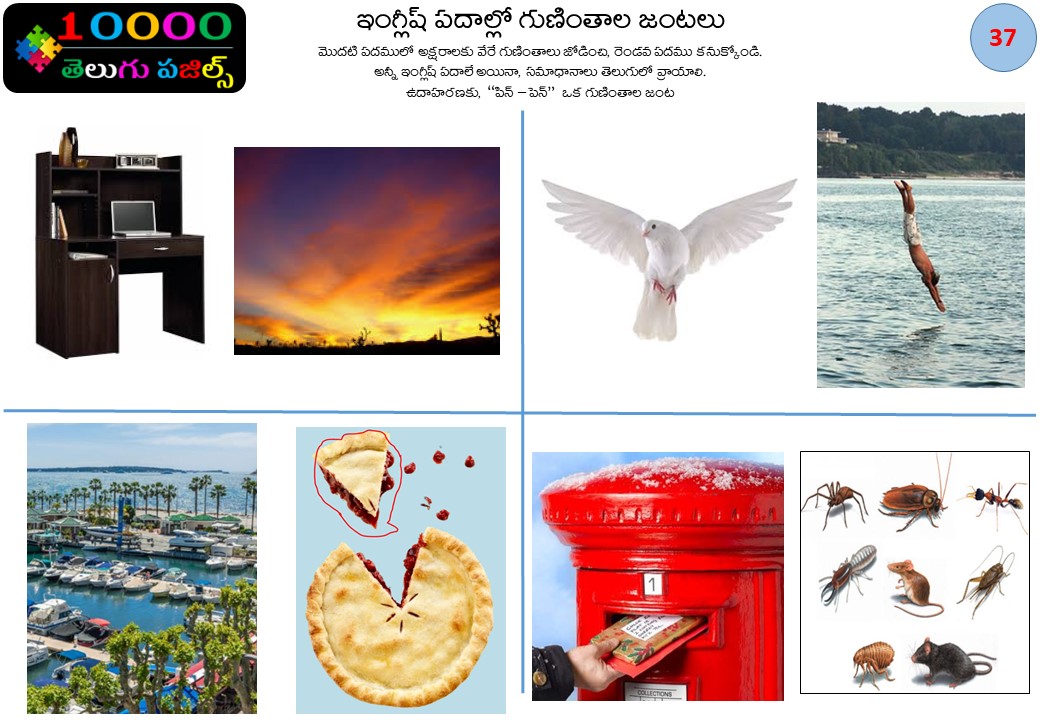 10000
తెలుగు పజిల్స్
ఇంగ్లీష్ పదాల్లో గుణింతాల జంటలు
మొదటి పదములో అక్షరాలకు వేరే గుణింతాలు జోడించి, రెండవ పదము కనుక్కోండి.
అన్నీ ఇంగ్లీష్ పదాలే అయినా, సమాధానాలు తెలుగులో వ్రాయాలి.
ఉదాహరణకు, “పిన్ – పెన్” ఒక గుణింతాల జంట
37
1
COLLECTIONS